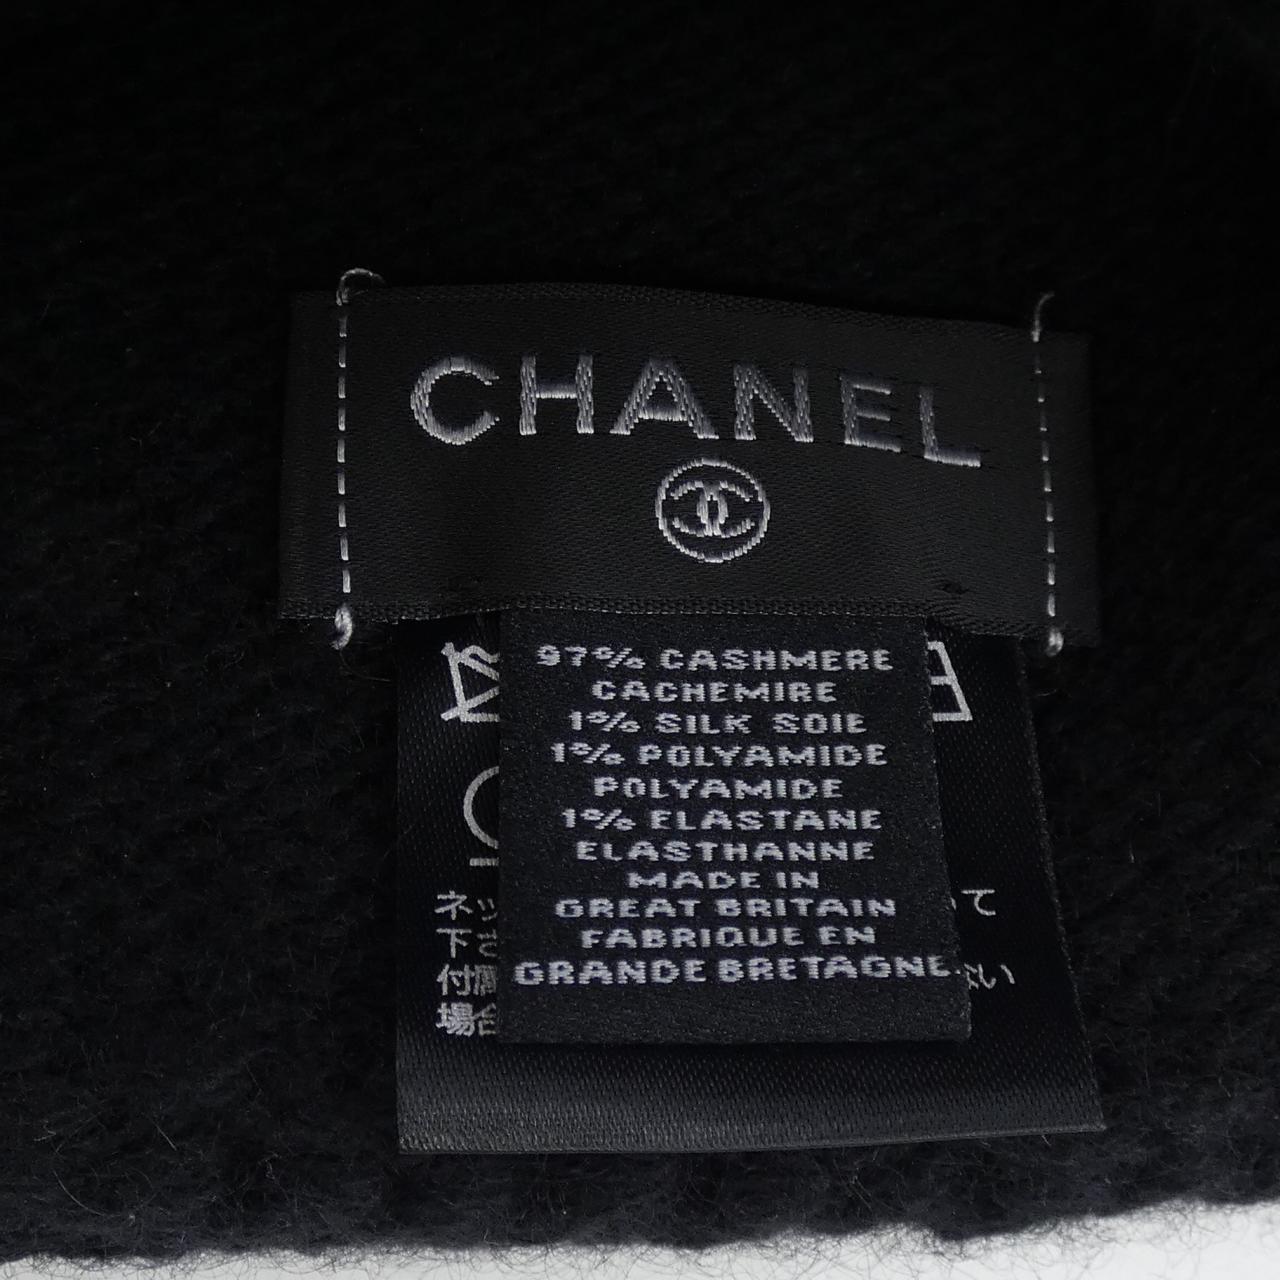 CHANEL
97% CASHMERE
CACHEMIRE
1% SILK SOIE
1% POLYAMIDE
POLYAMIDE
1% ELASTANE
ELASTHANNE
MADE IN
GREAT BRITAIN
FABRIQUE EN
GRANDE BRETAGNE